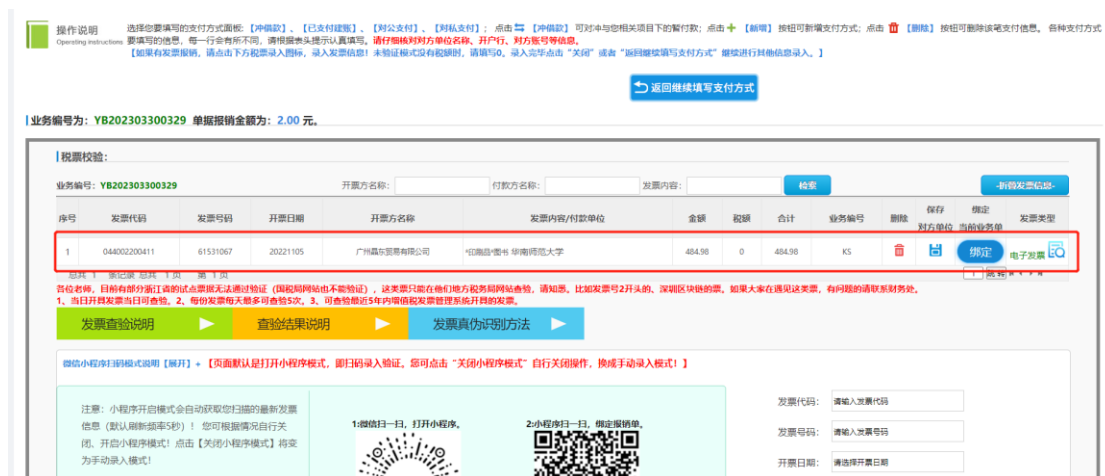 操作说明
Operating instructions
选择您要填写的支付方式面板：【冲借款】、【已支付建账】、【对公支付】、【对私支付】；点击 【冲借款】 可对冲与您相关项目下的暂付款；点击 【新增】 按钮可新增支付方式；点击 【删除】 按钮可删除该笔支付信息。 各种支付方式
要填写的信息，每一行会有所不同，请根据表头提示认真填写。请仔细核对对方单位名称、开户行、对方账号等信息。
【如果有发票报销，请点击下方税票录入图标，录入发票信息！未验证模式没有税额时，请填写0。录入完毕点击“关闭”或者“返回继续填写支付方式”继续进行其他信息录入。】
返回继续填写支付方式
业务编号为：YB202303300329 单据报销金额为：2.00 元。
税票校验：
业务编号：YB202303300329 开票方名称： 付款方名称： 发票内容： 检索 -折叠发票信息-
序号 发票代码 发票号码 开票日期 开票方名称 发票内容/付款单位 金额 税额 合计 业务编号 删除 保存对方单位 绑定当前业务单 发票类型
1 044002200411 61531067 20221105 广州晶东贸易有限公司 *印刷品*图书 华南师范大学 484.98 0 484.98 KS 绑定 电子发票
总共 1 条记录 总共 1 页 第 1 页 1 跳转
各位老师，目前有部分浙江省的试点票据无法通过验证（国税局网站也不能验证），这类票只能在他们地方税务局网站查验，请知悉。比如发票号2开头的、深圳区块链的票。如果大家在遇见这类票，有问题的请联系财务处。
1、当日开具发票当日可查验。2、每份发票每天最多可查验5次。3、可查验最近5年内增值税发票管理系统开具的发票。
发票查验说明 查验结果说明 发票真伪识别方法
微信小程序扫码模式说明【展开】+ 【页面默认是打开小程序模式，即扫码录入验证。您可点击“关闭小程序模式”自行关闭操作，换成手动录入模式！】
注意：小程序开启模式会自动获取您扫描的最新发票
信息（默认刷新频率5秒）！您可根据情况自行关
闭、开启小程序模式！点击【关闭小程序模式】将变
为手动录入模式！
1:微信扫一扫，打开小程序。
2:小程序扫一扫，绑定报销单。
发票代码： 请输入发票代码
发票号码： 请输入发票号码
开票日期： 请选择开票日期